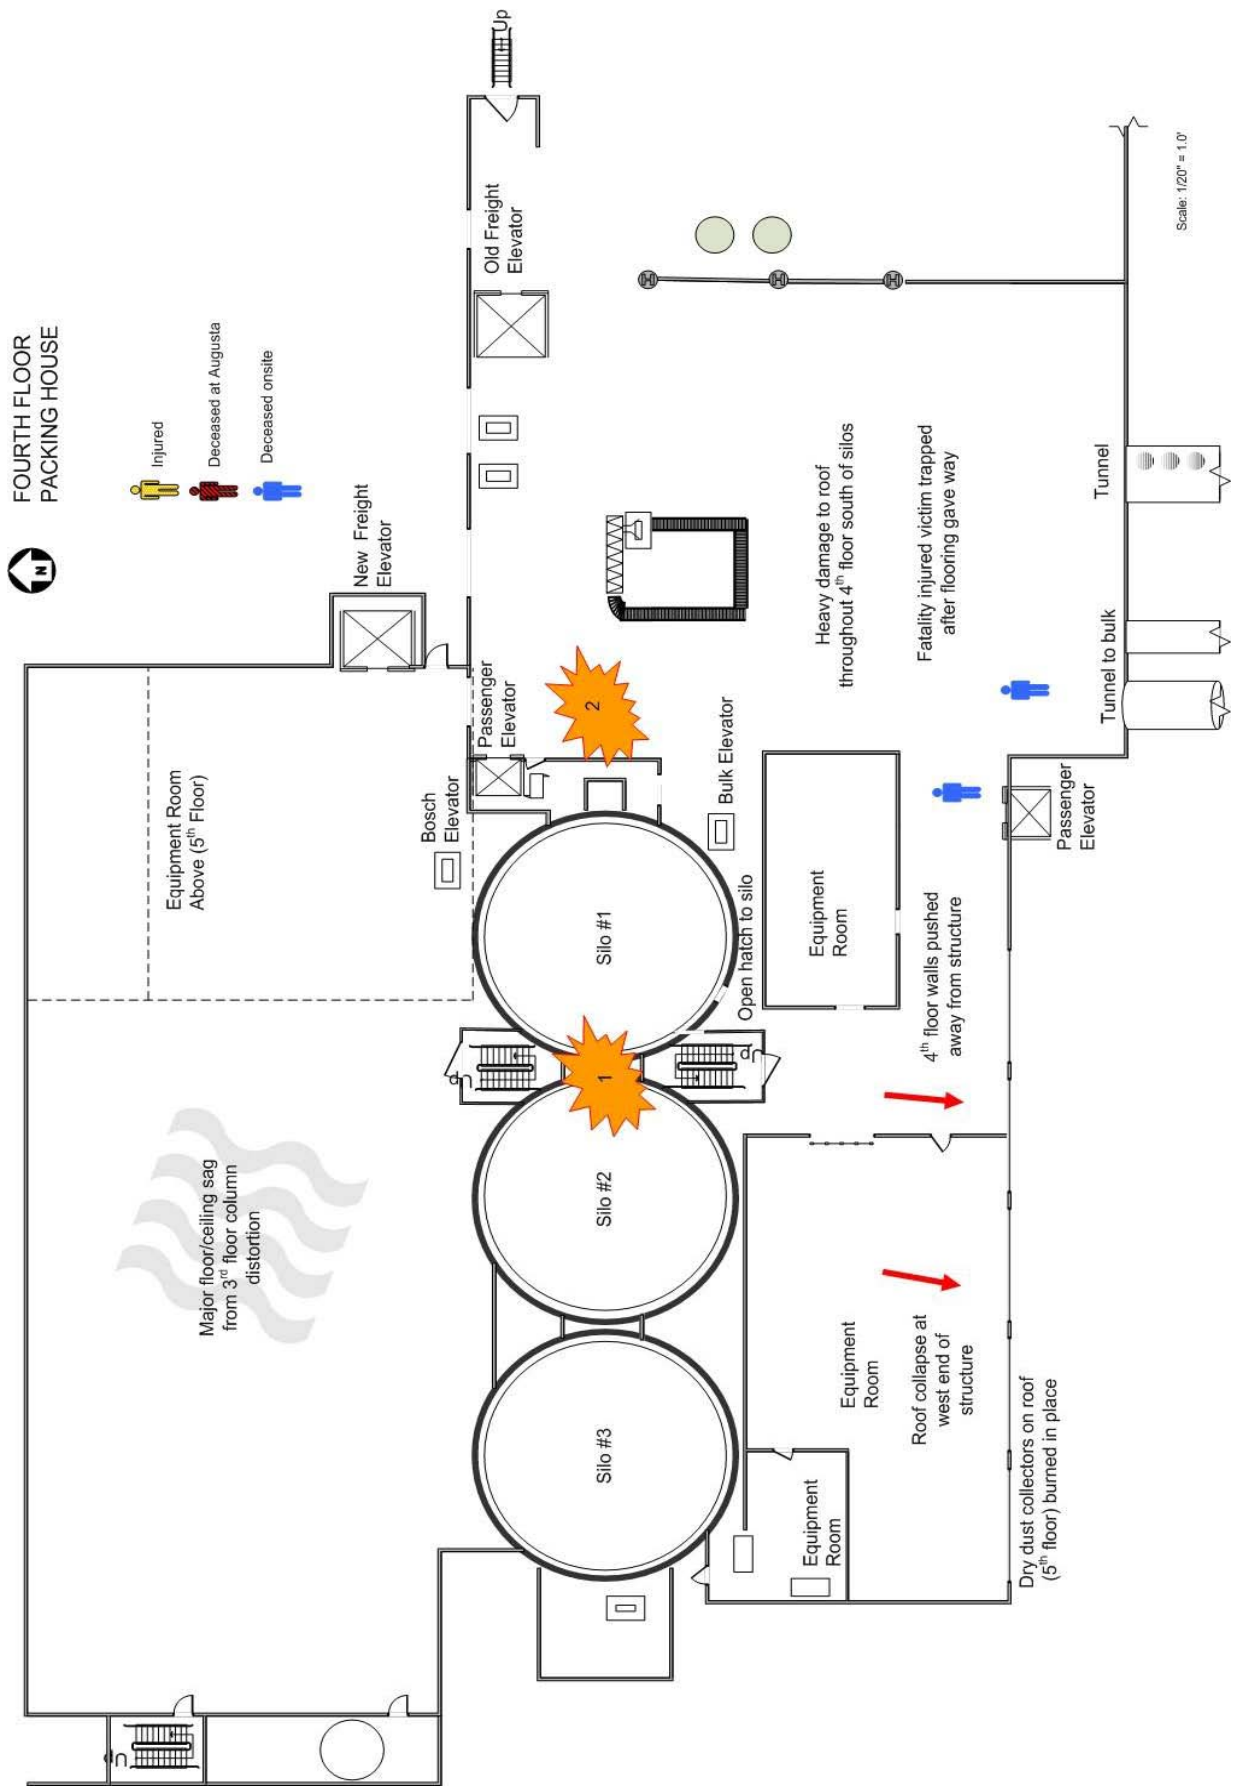 FOURTH FLOOR
PACKING HOUSE
N
Injured
Deceased at Augusta
Deceased onsite
Up
New Freight
Elevator
Old Freight
Elevator
Equipment Room
Above (5th Floor)
Bosch
Elevator
Passenger
Elevator
2
Major floor/ceiling sag
from 3rd floor column
distortion
Up
Up
Silo #3
Silo #2
1
Silo #1
Up
Open hatch to silo
Bulk Elevator
Heavy damage to roof
throughout 4th floor south of silos
Fatality injured victim trapped
after flooring gave way
Equipment
Room
Equipment
Room
Equipment
Room
Roof collapse at
west end of
structure
4th floor walls pushed
away from structure
Dry dust collectors on roof
(5th floor) burned in place
Passenger
Elevator
Tunnel to bulk
Tunnel
Scale: 1/20" = 1.0'